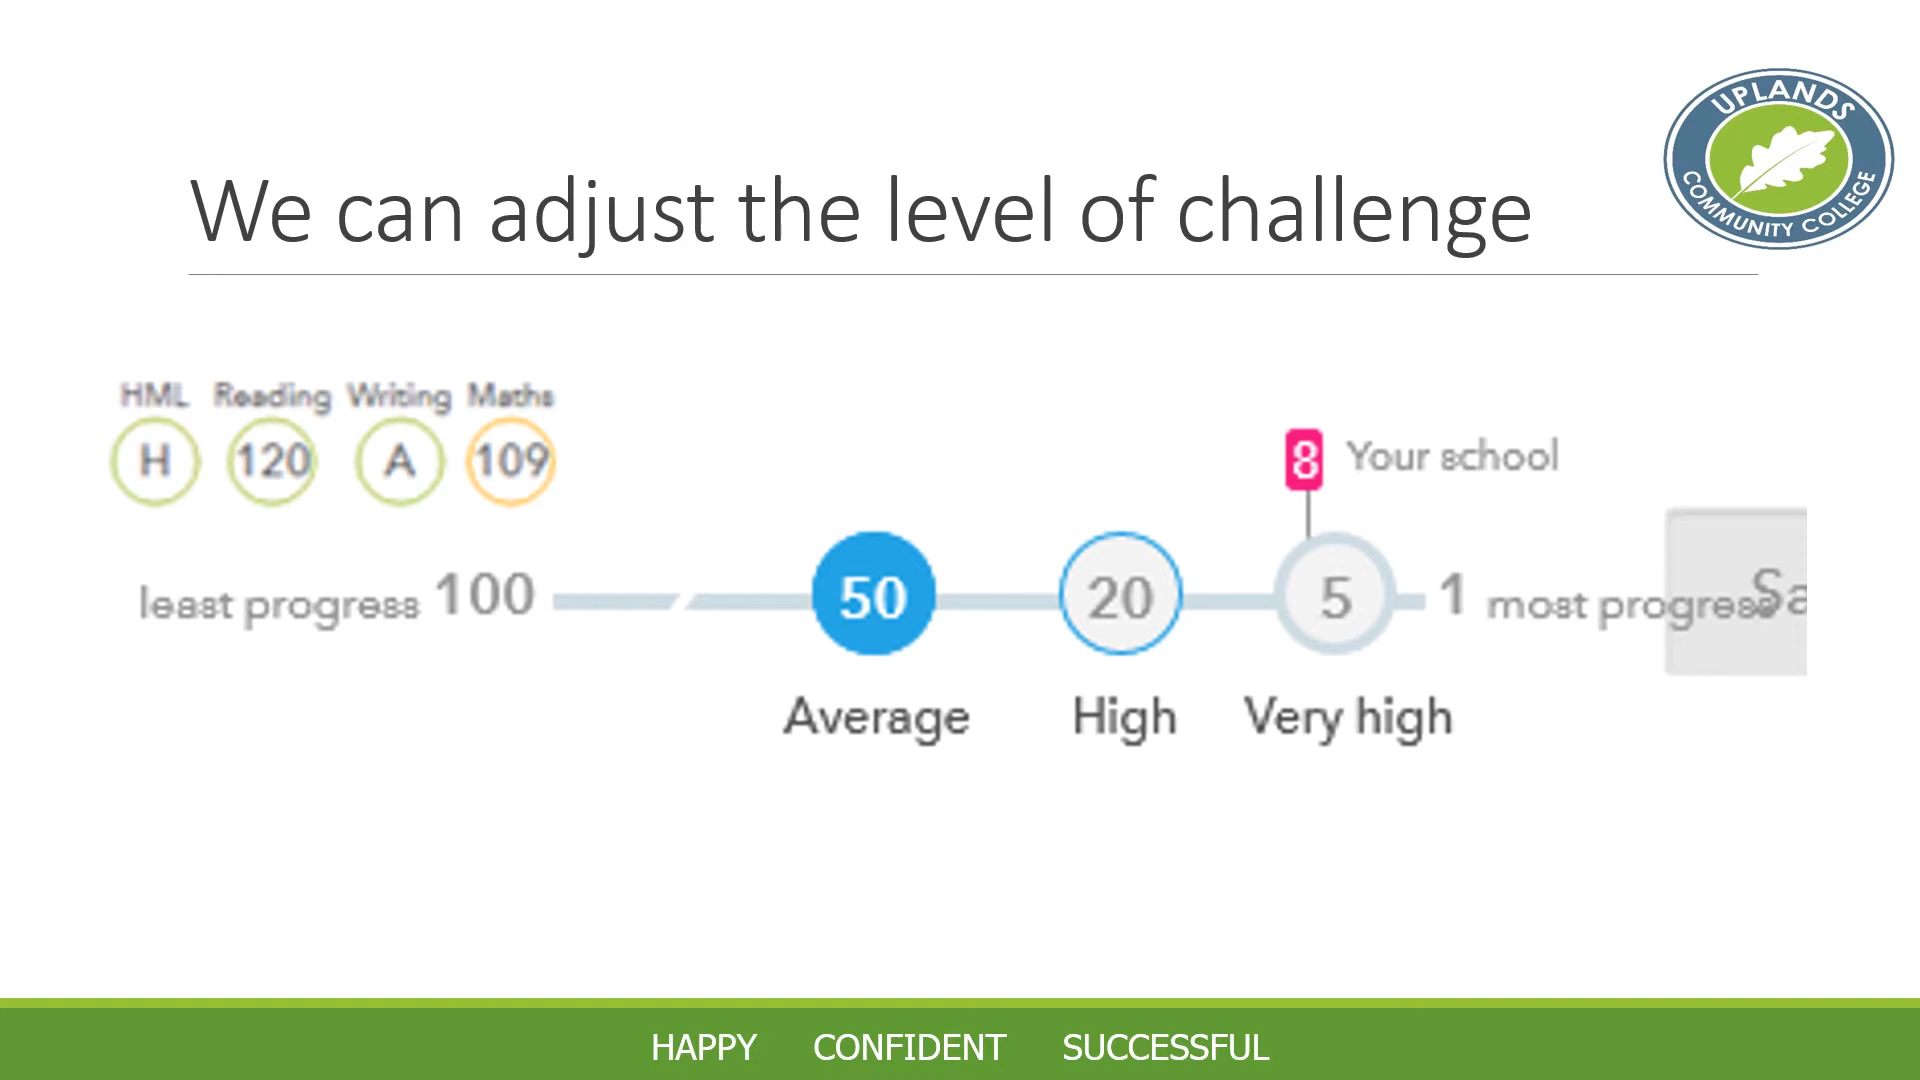 UPLANDS
COMMUNITY COLLEGE
We can adjust the level of challenge
HML Reading Writing Maths
H 120 A 109
8 Your school
least progress 100 50 20 5 1 most progress Sa
Average High Very high
HAPPY CONFIDENT SUCCESSFUL